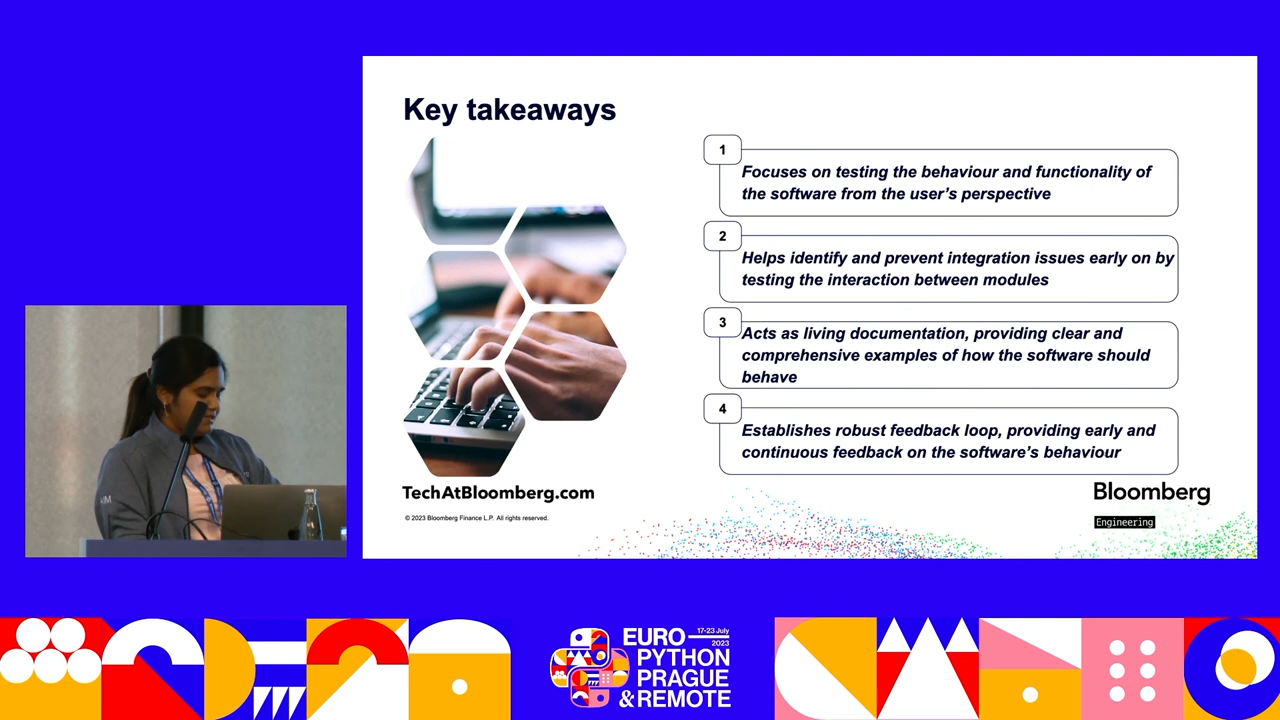 Key takeaways
1
Focuses on testing the behaviour and functionality of
the software from the user's perspective
2
Helps identify and prevent integration issues early on by
testing the interaction between modules
3
Acts as living documentation, providing clear and
comprehensive examples of how the software should
behave
4
Establishes robust feedback loop, providing early and
continuous feedback on the software's behaviour
TechAtBloomberg.com
© 2023 Bloomberg Finance L.P. All rights reserved.
Bloomberg
Engineering
EURO
17-23 July
2023
PYTHON
PRAGUE
& REMOTE